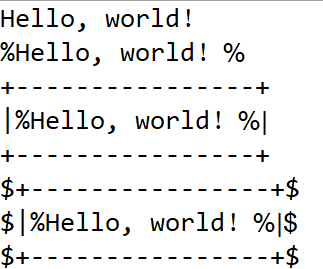 Hello, world!
%Hello, world! %
+----------------+
|%Hello, world! %|
+----------------+
$+----------------+$
$|%Hello, world! %|$
$+----------------+$